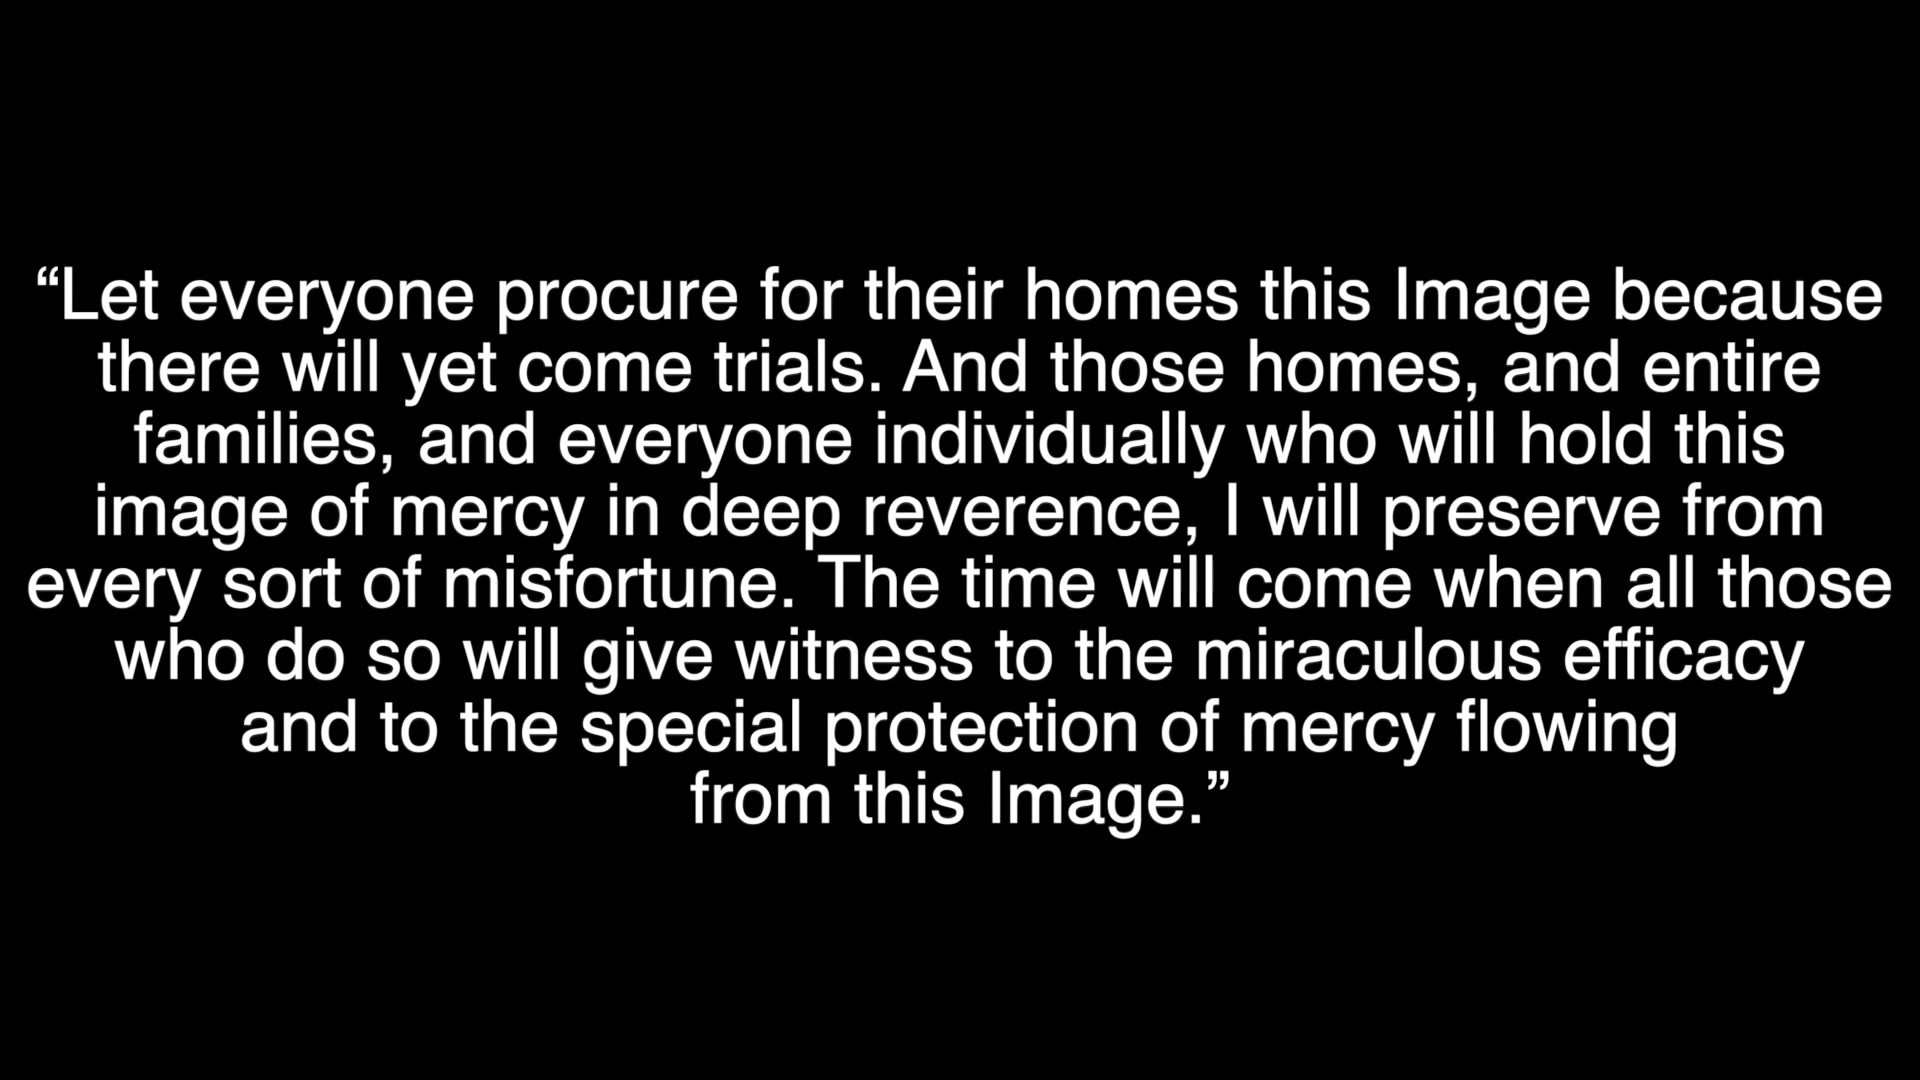 “Let everyone procure for their homes this Image because
there will yet come trials. And those homes, and entire
families, and everyone individually who will hold this
image of mercy in deep reverence, I will preserve from
every sort of misfortune. The time will come when all those
who do so will give witness to the miraculous efficacy
and to the special protection of mercy flowing
from this Image.”